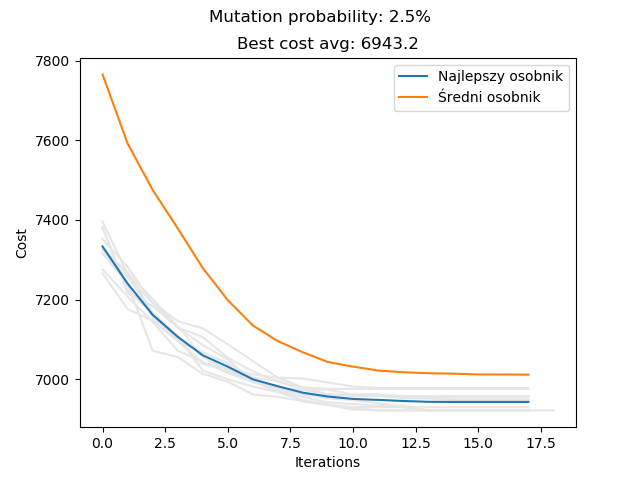 Mutation probability: 2.5%
Best cost avg: 6943.2
Najlepszy osobnik
Średni osobnik
7800
7600
7400
7200
7000
Cost
0.0 2.5 5.0 7.5 10.0 12.5 15.0 17.5
Iterations